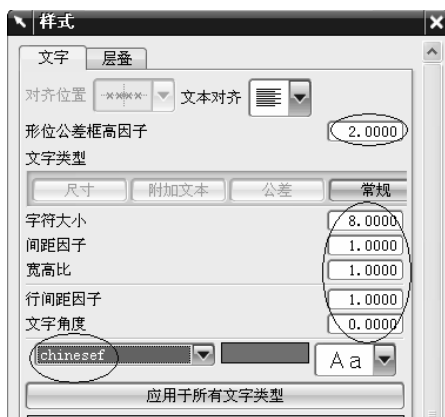 样式
文字 层叠
对齐位置 文本对齐
形位公差框高因子 2.0000
文字类型
尺寸 附加文本 公差 常规
字符大小 8.0000
间距因子 1.0000
宽高比 1.0000
行间距因子 1.0000
文字角度 0.0000
chinesef Aa
应用于所有文字类型